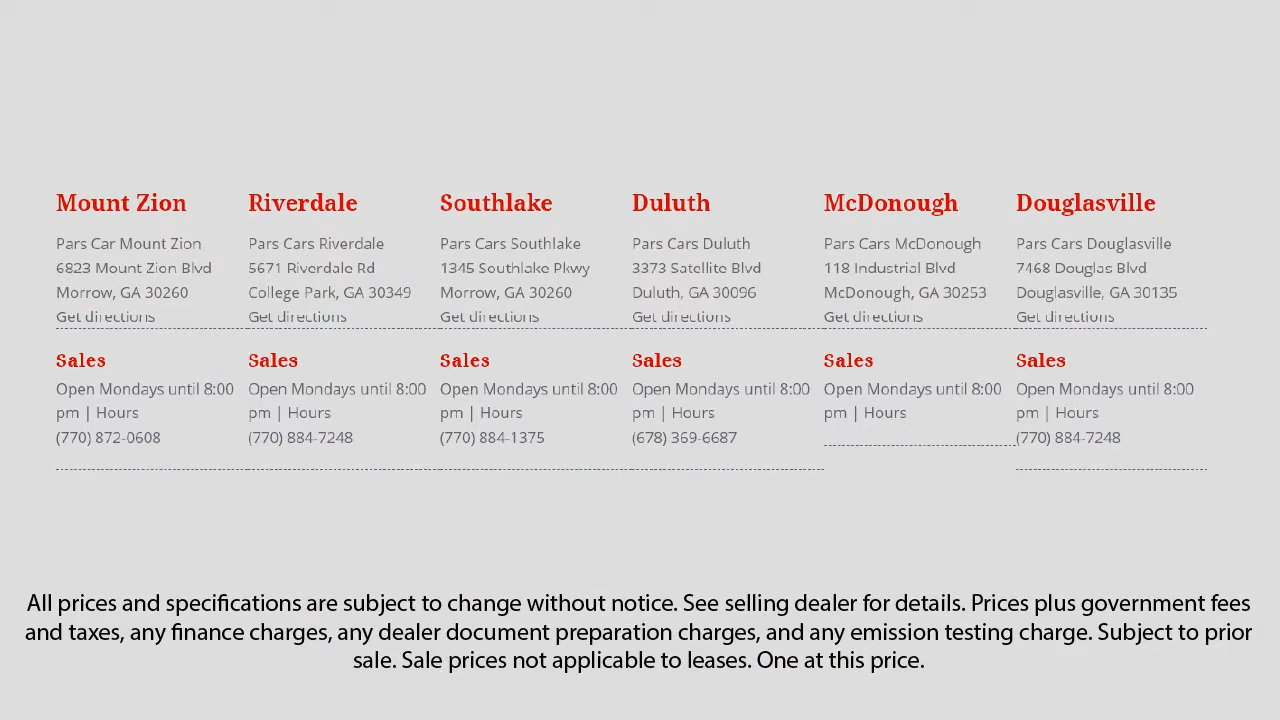 Mount Zion
Pars Car Mount Zion
6823 Mount Zion Blvd
Morrow, GA 30260
Get directions
Sales
Open Mondays until 8:00
pm | Hours
(770) 872-0608
Riverdale
Pars Cars Riverdale
5671 Riverdale Rd
College Park, GA 30349
Get directions
Sales
Open Mondays until 8:00
pm | Hours
(770) 884-7248
Southlake
Pars Cars Southlake
1345 Southlake Pkwy
Morrow, GA 30260
Get directions
Sales
Open Mondays until 8:00
pm | Hours
(770) 884-1375
Duluth
Pars Cars Duluth
3373 Satellite Blvd
Duluth, GA 30096
Get directions
Sales
Open Mondays until 8:00
pm | Hours
(678) 369-6687
McDonough
Pars Cars McDonough
118 Industrial Blvd
McDonough, GA 30253
Get directions
Sales
Open Mondays until 8:00
pm | Hours
Douglasville
Pars Cars Douglasville
7468 Douglas Blvd
Douglasville, GA 30135
Get directions
Sales
Open Mondays until 8:00
pm | Hours
(770) 884-7248
All prices and specifications are subject to change without notice. See selling dealer for details. Prices plus government fees
and taxes, any finance charges, any dealer document preparation charges, and any emission testing charge. Subject to prior
sale. Sale prices not applicable to leases. One at this price.